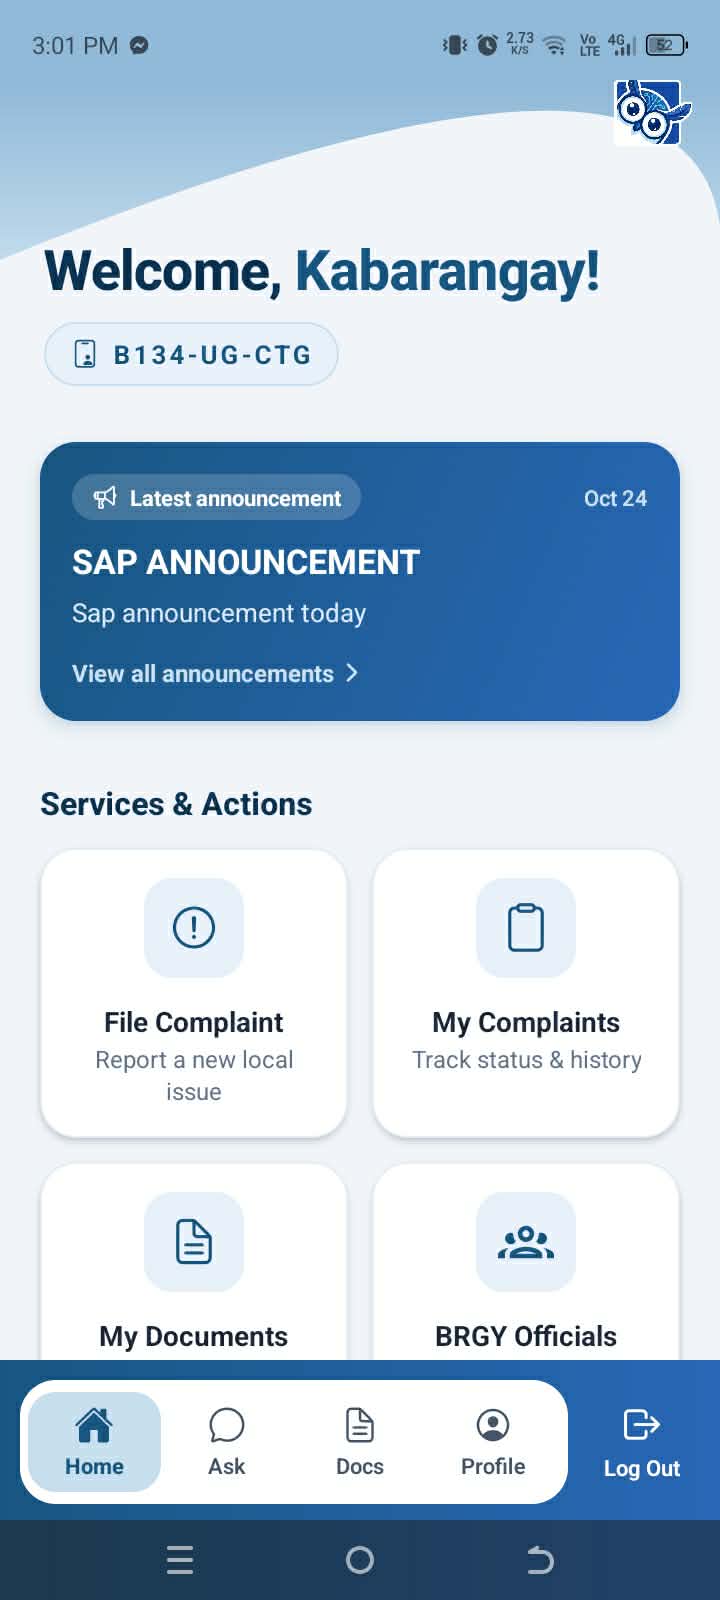 3:01 PM
2.73 K/S
Vo LTE
4G
52
Welcome, Kabarangay!
B134-UG-CTG
Latest announcement
Oct 24
SAP ANNOUNCEMENT
Sap announcement today
View all announcements
Services & Actions
File Complaint
Report a new local
issue
My Complaints
Track status & history
My Documents
BRGY Officials
Home
Ask
Docs
Profile
Log Out